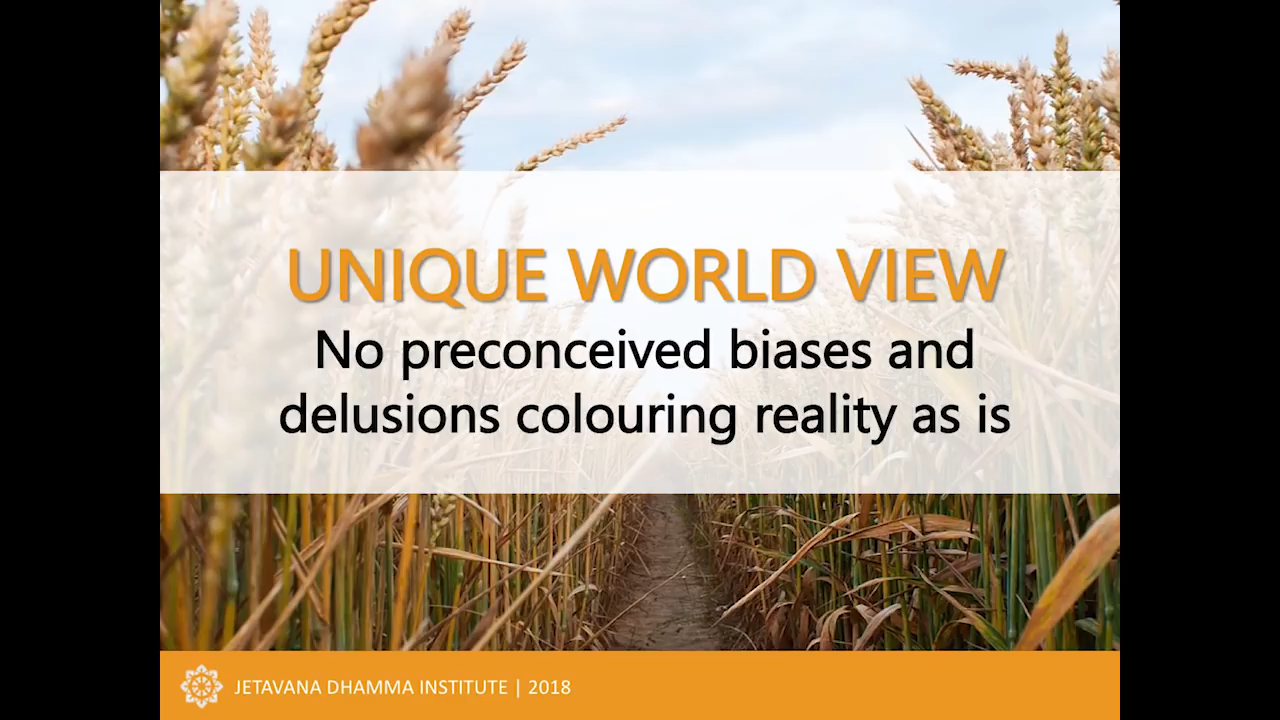 UNIQUE WORLD VIEW
No preconceived biases and
delusions colouring reality as is
JETAVANA DHAMMA INSTITUTE | 2018